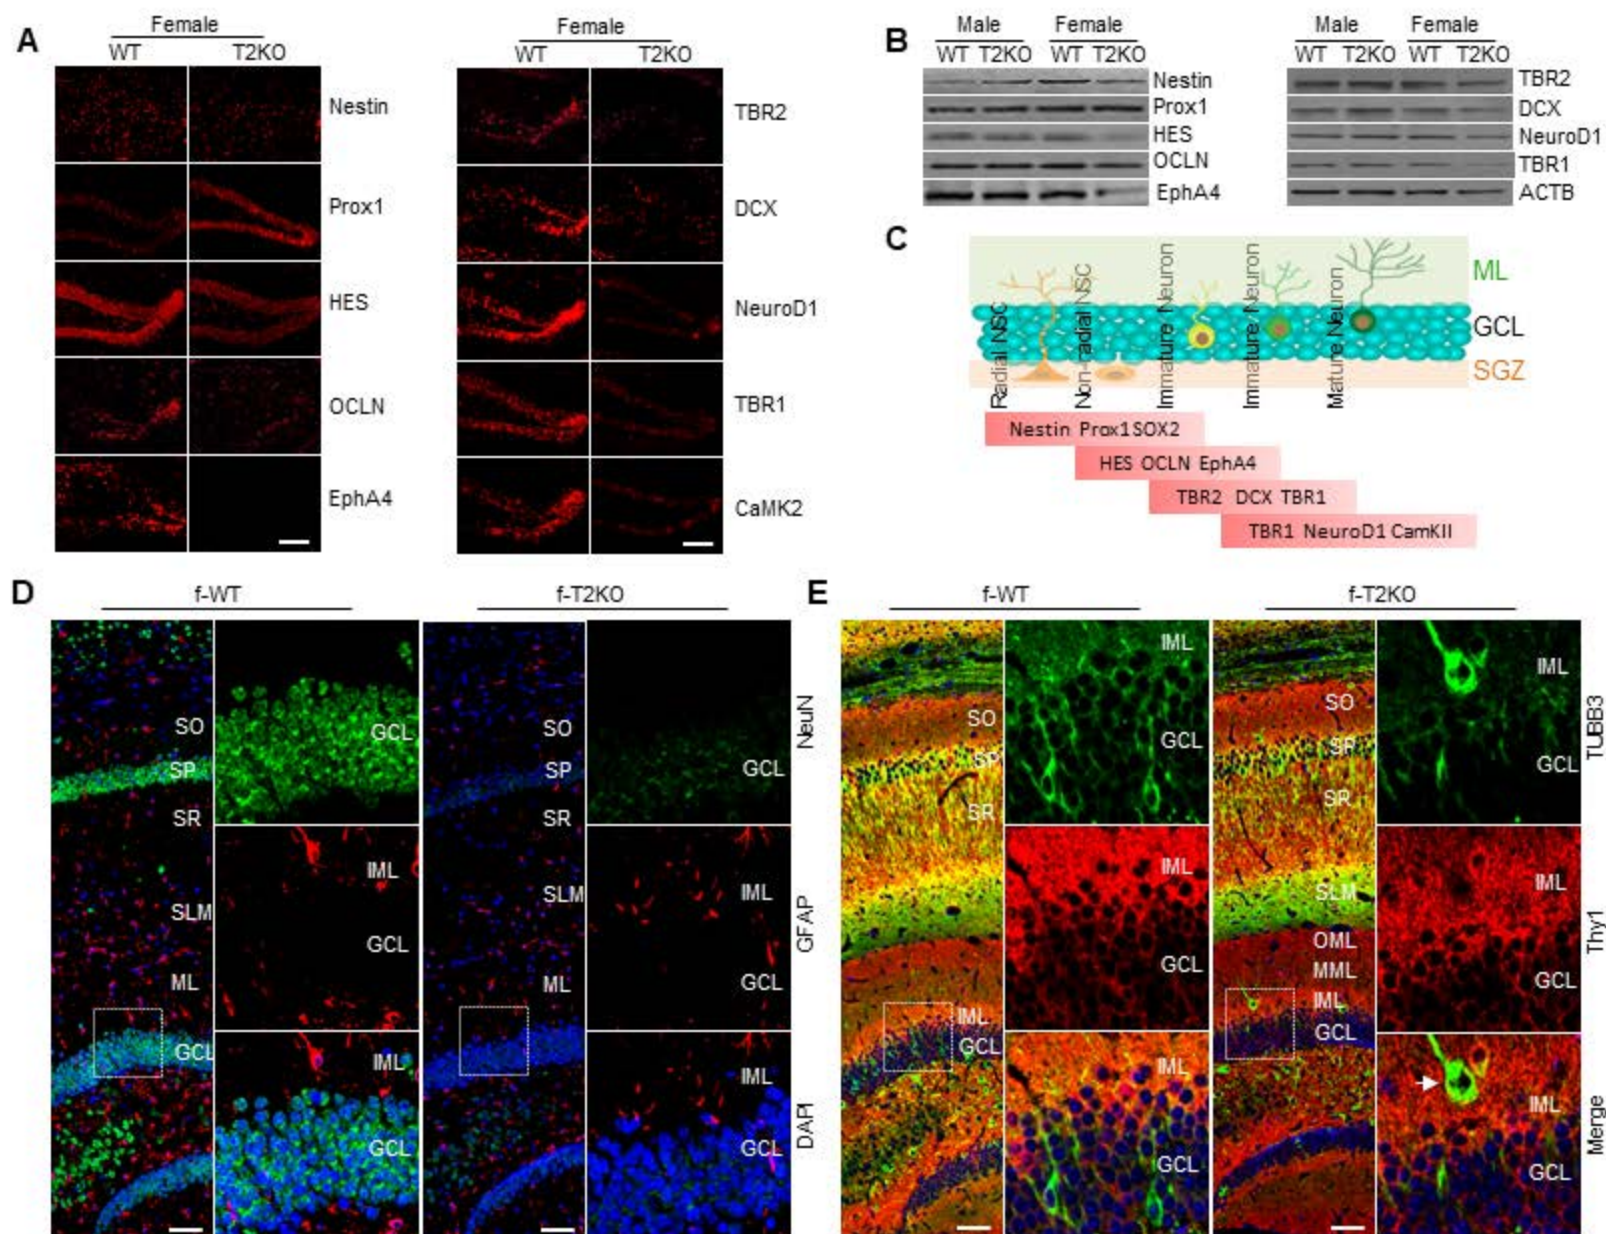 A
Female
WT T2KO
Nestin
Prox1
HES
OCLN
EphA4
Female
WT T2KO
TBR2
DCX
NeuroD1
TBR1
CaMK2
B
Male Female
WT T2KO WT T2KO
Nestin
Prox1
HES
OCLN
EphA4
Male Female
WT T2KO WT T2KO
TBR2
DCX
NeuroD1
TBR1
ACTB
C
Radial NSC
Non-radial NSC
Immature Neuron
Immature Neuron
Mature Neuron
ML
GCL
SGZ
Nestin Prox1SOX2
HES OCLN EphA4
TBR2 DCX TBR1
TBR1 NeuroD1 CamKII
D
f-WT f-T2KO
SO
SP
SR
SLM
ML
GCL
GCL
IML
GCL
IML
GCL
SO
SP
SR
SLM
ML
GCL
GCL
IML
GCL
IML
GCL
NeuN
GFAP
DAPI
E
f-WT f-T2KO
SO
SP
SR
IML
GCL
IML
GCL
IML
GCL
IML
GCL
SO
SP
SR
SLM
OML
MML
IML
GCL
IML
GCL
IML
GCL
IML
GCL
TUBB3
Thy1
Merge